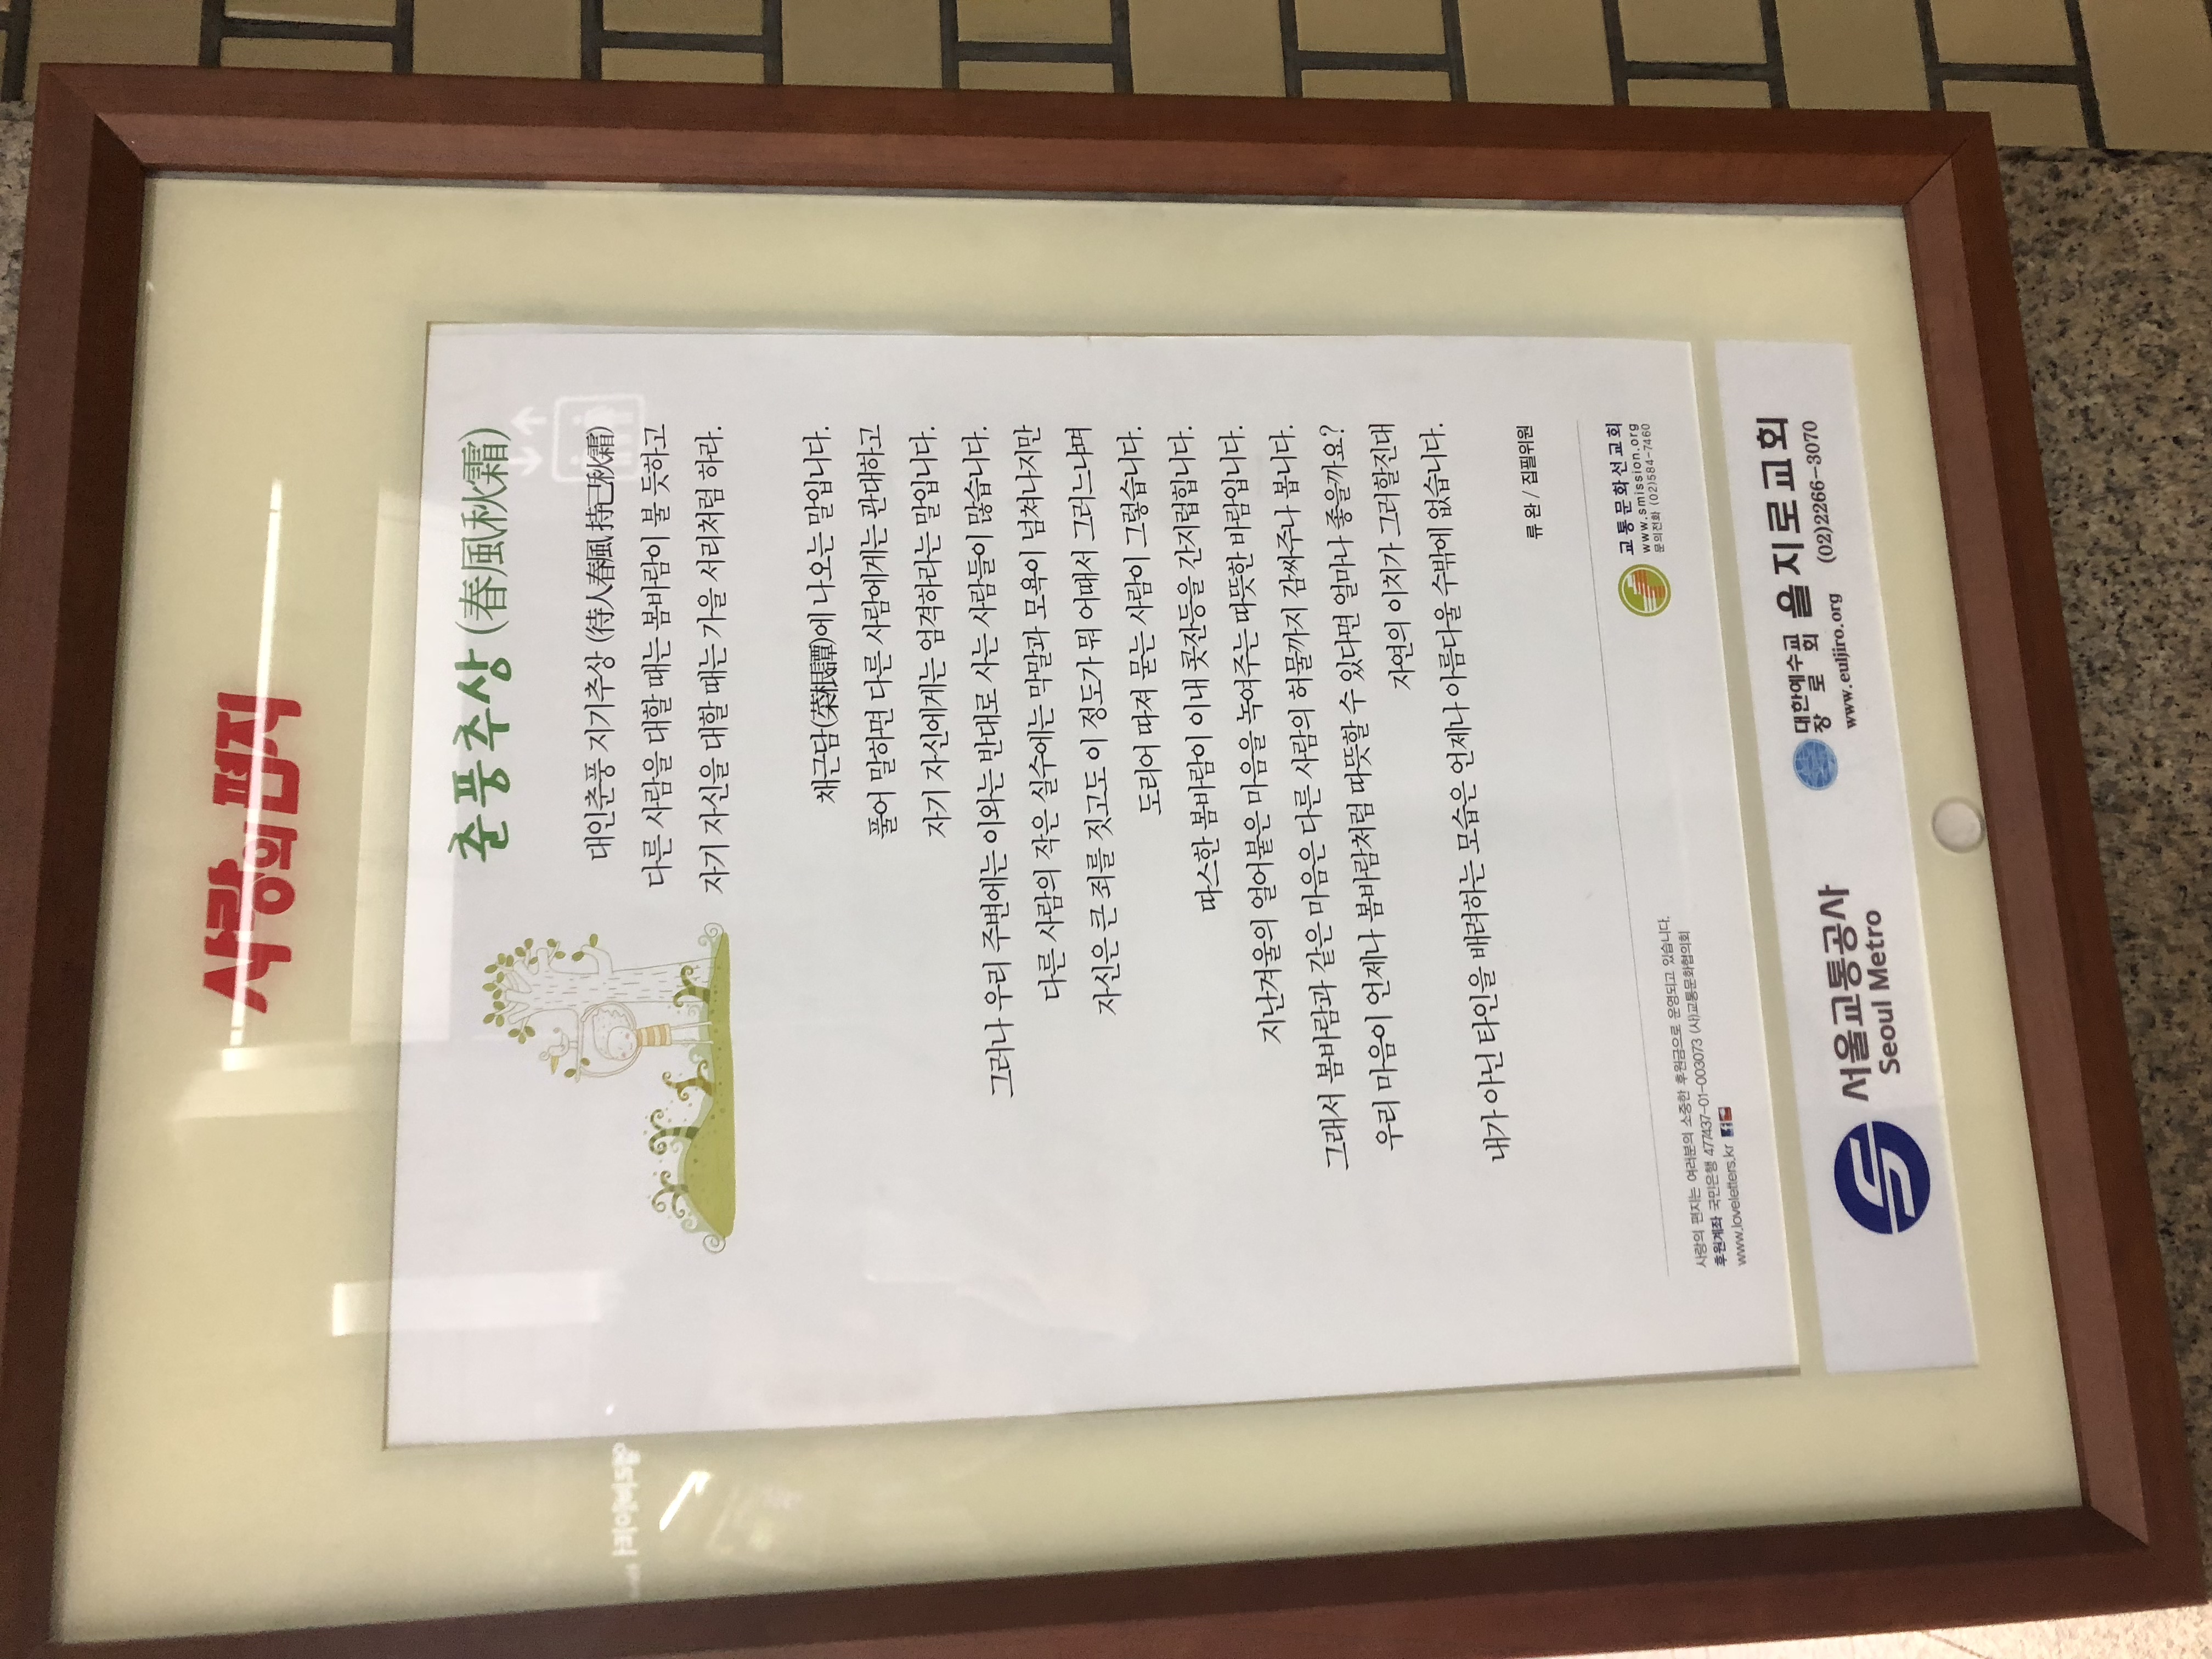 사랑의 편지
춘풍추상 (春風秋霜)
대인춘풍 지기추상 (待人春風 持己秋霜)
다른 사람을 대할 때는 봄바람이 불 듯하고
자기 자신을 대할 때는 가을 서리처럼 하라.
채근담(菜根譚)에 나오는 말입니다.
풀어 말하면 다른 사람에게는 관대하고
자기 자신에게는 엄격하라는 말입니다.
그러나 우리 주변에는 이와는 반대로 사는 사람들이 많습니다.
다른 사람의 작은 실수에는 막말과 모욕이 넘쳐나지만
자신은 큰 죄를 짓고도 이 정도가 뭐 어때서 그러느냐며
도리어 따져 묻는 사람이 그렇습니다.
따스한 봄바람이 이내 콧잔등을 간지럽힙니다.
지난겨울의 얼어붙은 마음을 녹여주는 따뜻한 바람입니다.
그래서 봄바람과 같은 마음은 다른 사람의 허물까지 감싸주나 봅니다.
우리 마음이 언제나 봄바람처럼 따뜻할 수 있다면 얼마나 좋을까요?
자연의 이치가 그러할진대
내가 아닌 타인을 배려하는 모습은 언제나 아름다울 수밖에 없습니다.
류 완 / 집필위원
교통문화선교회
www.smission.org
문의전화 (02)584-7460
사랑의 편지는 여러분의 소중한 후원금으로 운영되고 있습니다.
후원계좌 국민은행 477437-01-003073 (사)교통문화협의회
www.loveletters.kr
서울교통공사
Seoul Metro
대한예수교
장로회 을지로교회
www.euljiro.org (02)2266-3070
엘리베이터